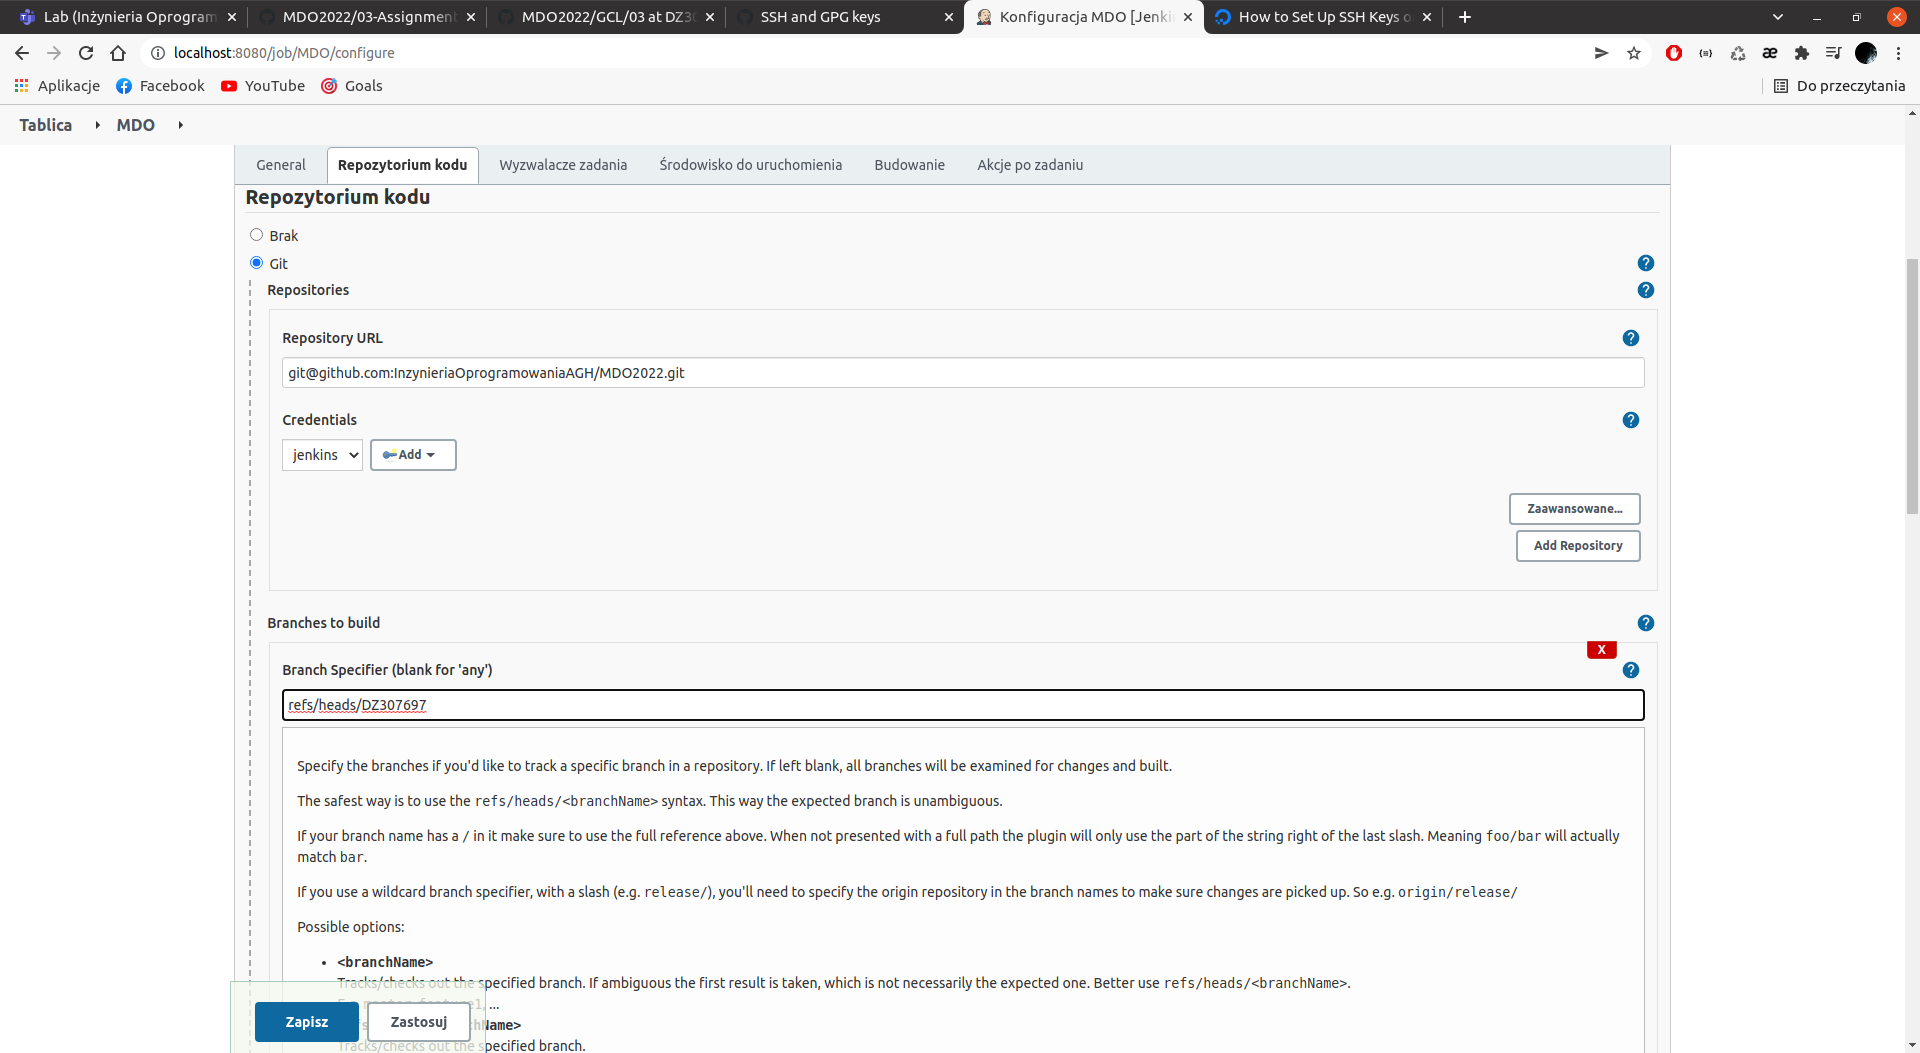 Lab (Inżynieria Oprogram
MDO2022/03-Assignment
MDO2022/GCL/03 at DZ30
SSH and GPG keys
Konfiguracja MDO [Jenki
How to Set Up SSH Keys o
localhost:8080/job/MDO/configure
Aplikacje
Facebook
YouTube
Goals
Do przeczytania
Tablica
MDO
General
Repozytorium kodu
Wyzwalacze zadania
Środowisko do uruchomienia
Budowanie
Akcje po zadaniu
Repozytorium kodu
Brak
Git
?
Repositories
?
Repository URL
?
git@github.com:InzynieriaOprogramowaniaAGH/MDO2022.git
Credentials
?
jenkins
Add
Zaawansowane...
Add Repository
Branches to build
?
X
Branch Specifier (blank for 'any')
?
refs/heads/DZ307697
Specify the branches if you'd like to track a specific branch in a repository. If left blank, all branches will be examined for changes and built.
The safest way is to use the refs/heads/<branchName> syntax. This way the expected branch is unambiguous.
If your branch name has a / in it make sure to use the full reference above. When not presented with a full path the plugin will only use the part of the string right of the last slash. Meaning foo/bar will actually
match bar.
If you use a wildcard branch specifier, with a slash (e.g. release/), you'll need to specify the origin repository in the branch names to make sure changes are picked up. So e.g. origin/release/
Possible options:
• <branchName>
Tracks/checks out the specified branch. If ambiguous the first result is taken, which is not necessarily the expected one. Better use refs/heads/<branchName>.
E.g. master, feature1, ...
hName>
Tracks/checks out the specified branch.
Zapisz
Zastosuj